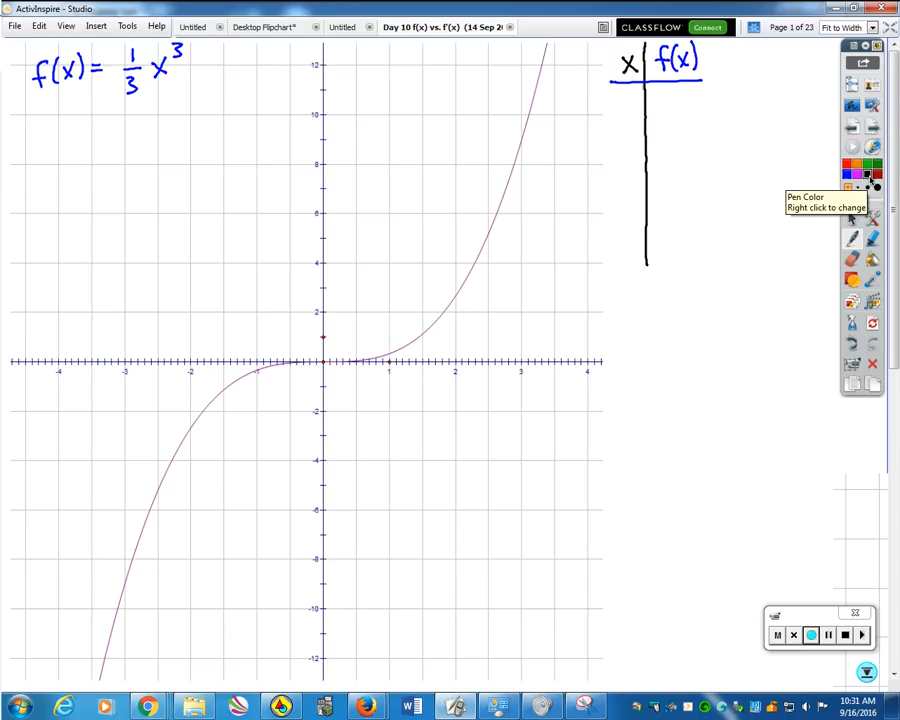 ActivInspire - Studio
File Edit View Insert Tools Help Untitled Desktop Flipchart* Untitled Day 10 f(x) vs. f'(x) (14 Sep 2 CLASSFLOW Connect Page 1 of 23 Fit to Width
f(x) = 1/3 x^3
x f(x)
12
10
8
6
4
2
-4 -3 -2 -1 1 2 3 4
-2
-4
-6
-8
-10
-12
Pen Color
Right click to change
M
10:31 AM
9/16/2016